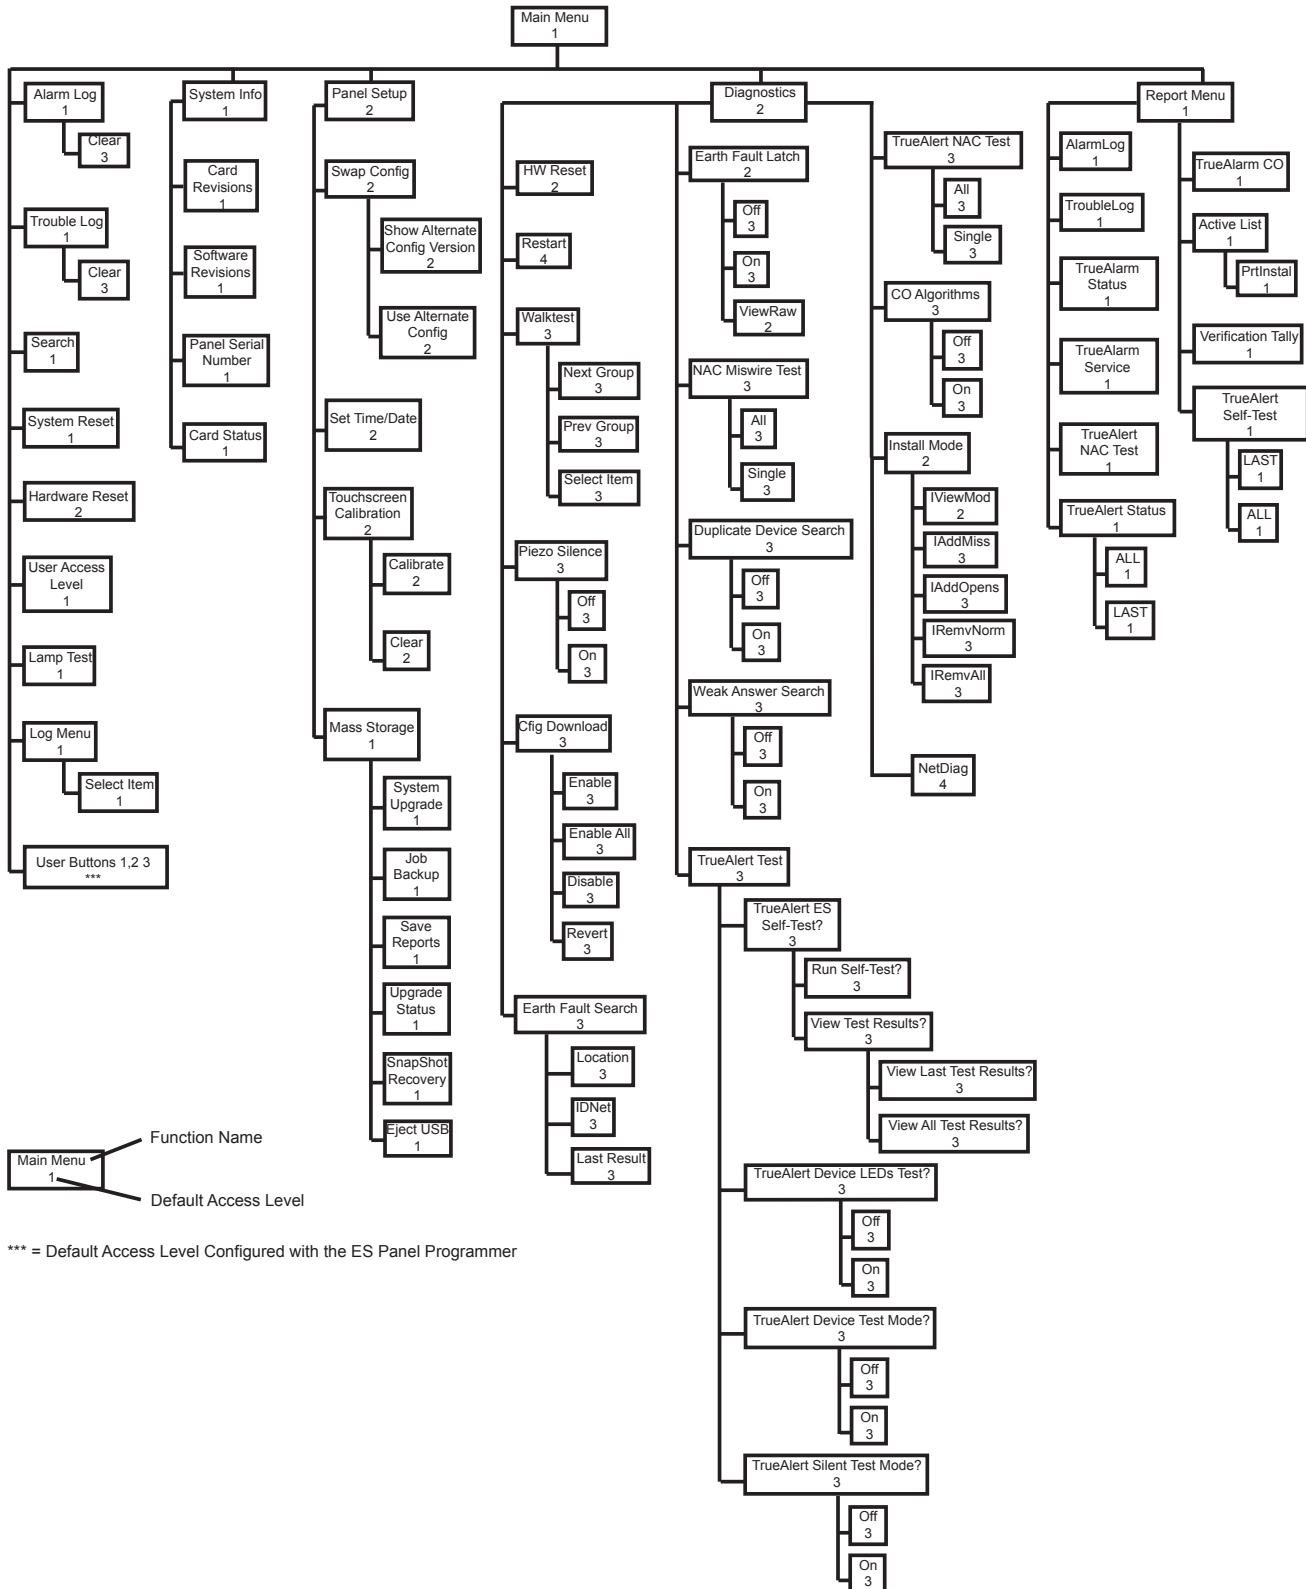 Main Menu
1
Alarm Log
1
Clear
3
Trouble Log
1
Clear
3
Search
1
System Reset
1
Hardware Reset
2
User Access
Level
1
Lamp Test
1
Log Menu
1
Select Item
1
User Buttons 1,2 3
***
System Info
1
Card
Revisions
1
Software
Revisions
1
Panel Serial
Number
1
Card Status
1
Panel Setup
2
Swap Config
2
Show Alternate
Config Version
2
Use Alternate
Config
2
Set Time/Date
2
Touchscreen
Calibration
2
Calibrate
2
Clear
2
Mass Storage
1
System
Upgrade
1
Job
Backup
1
Save
Reports
1
Upgrade
Status
1
SnapShot
Recovery
1
Eject USB
1
Diagnostics
2
HW Reset
2
Restart
4
Walktest
3
Next Group
3
Prev Group
3
Select Item
3
Piezo Silence
3
Off
3
On
3
Cfig Download
3
Enable
3
Enable All
3
Disable
3
Revert
3
Earth Fault Search
3
Location
3
IDNet
3
Last Result
3
Earth Fault Latch
2
Off
3
On
3
ViewRaw
2
NAC Miswire Test
3
All
3
Single
3
Duplicate Device Search
3
Off
3
On
3
Weak Answer Search
3
Off
3
On
3
TrueAlert Test
3
TrueAlert ES
Self-Test?
3
Run Self-Test?
3
View Test Results?
3
View Last Test Results?
3
View All Test Results?
3
TrueAlert Device LEDs Test?
3
Off
3
On
3
TrueAlert Device Test Mode?
3
Off
3
On
3
TrueAlert Silent Test Mode?
3
Off
3
On
3
TrueAlert NAC Test
3
All
3
Single
3
CO Algorithms
3
Off
3
On
3
Install Mode
2
IViewMod
2
IAddMiss
3
IAddOpens
3
IRemvNorm
3
IRemvAll
3
NetDiag
4
Report Menu
1
AlarmLog
1
TroubleLog
1
TrueAlarm
Status
1
TrueAlarm
Service
1
TrueAlert
NAC Test
1
TrueAlert Status
1
ALL
1
LAST
1
TrueAlarm CO
1
Active List
1
PrtInstal
1
Verification Tally
1
TrueAlert
Self-Test
1
LAST
1
ALL
1
Main Menu
1
Function Name
Default Access Level
*** = Default Access Level Configured with the ES Panel Programmer